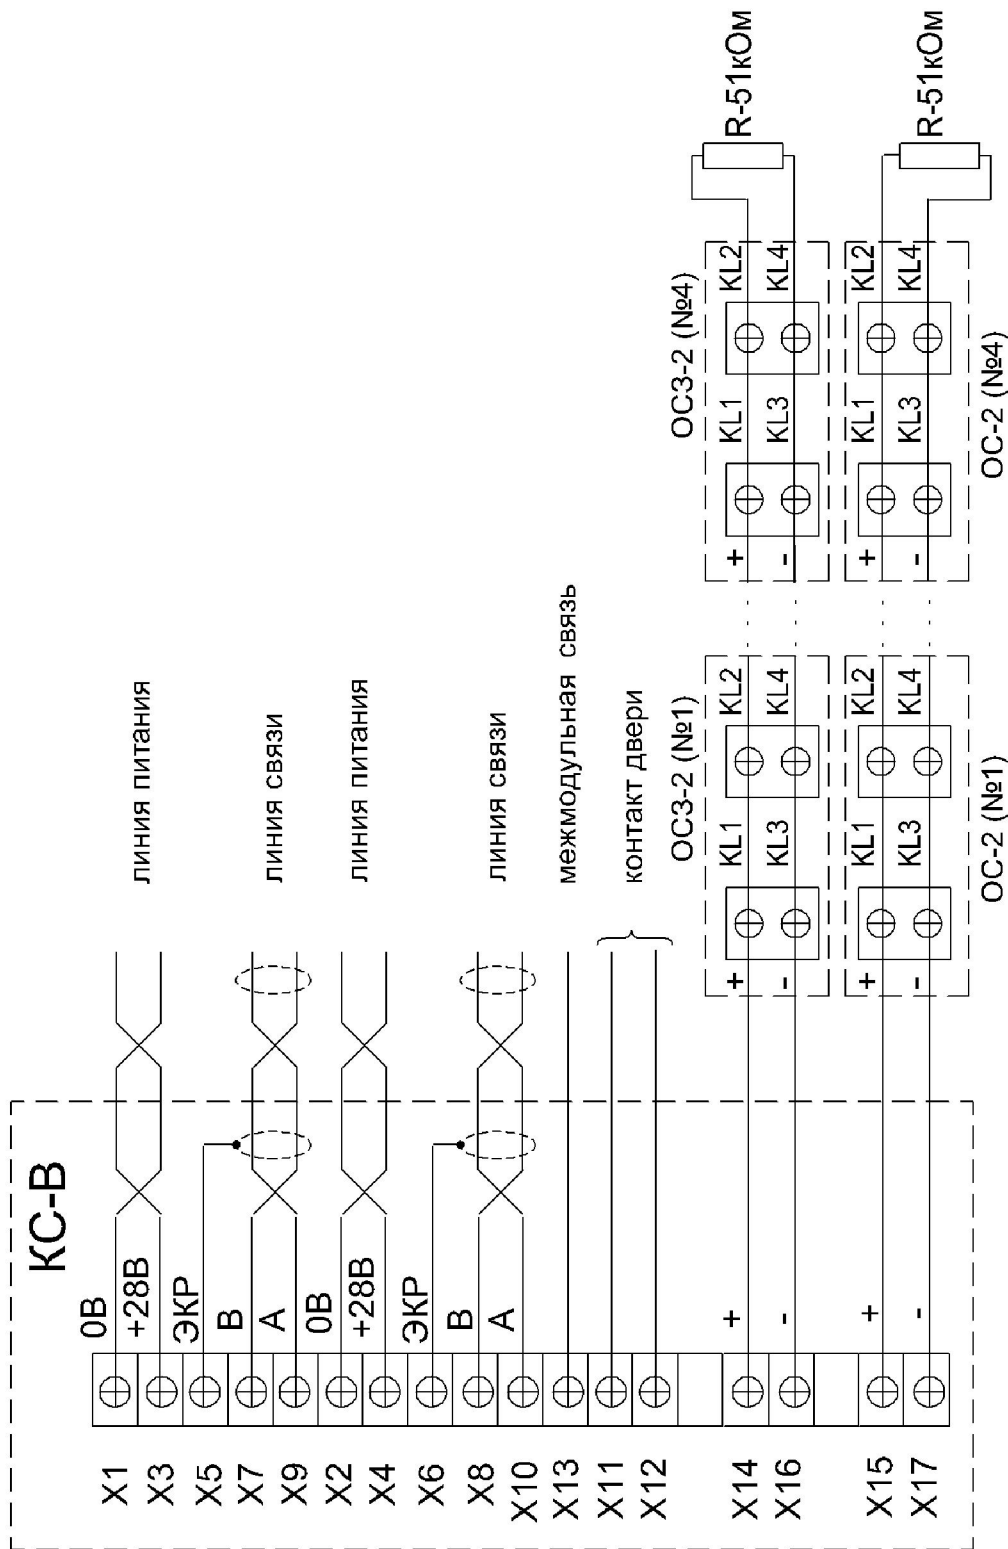 КС-В
X1
0В
X3
+28В
X5
ЭКР
X7
В
X9
А
X2
0В
X4
+28В
X6
ЭКР
X8
В
X10
А
X13
X11
X12
X14
+
X16
-
X15
+
X17
-
линия питания
линия связи
линия питания
линия связи
межмодульная связь
контакт двери
ОСЗ-2 (№1)
+
KL1
KL2
-
KL3
KL4
+
KL1
KL2
-
KL3
KL4
ОС-2 (№1)
ОСЗ-2 (№4)
+
KL1
KL2
-
KL3
KL4
R-51кОм
+
KL1
KL2
-
KL3
KL4
R-51кОм
ОС-2 (№4)